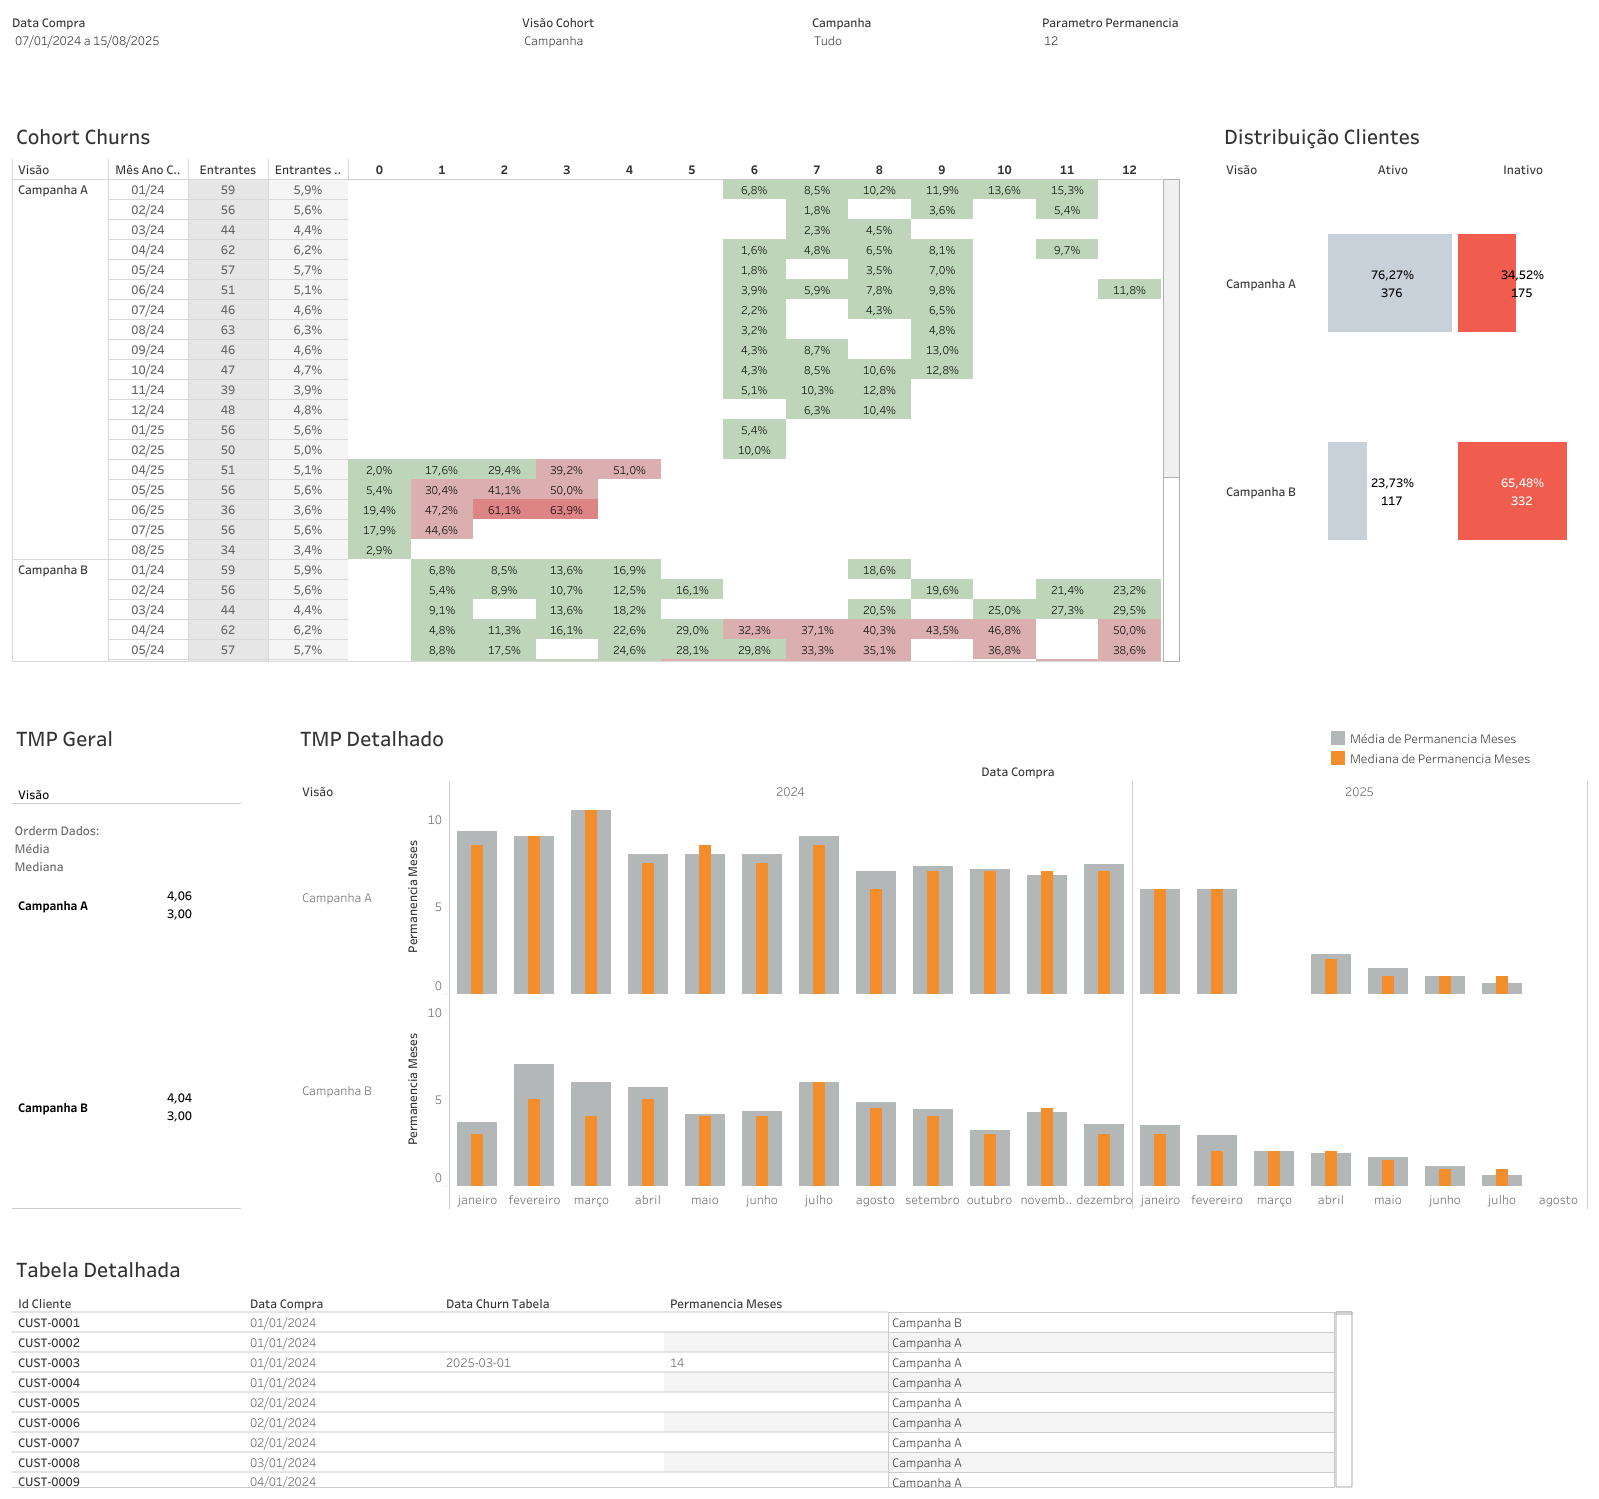 Data Compra
07/01/2024 a 15/08/2025
Visão Cohort
Campanha
Campanha
Tudo
Parametro Permanencia
12
Cohort Churns
Visão Mês Ano C.. Entrantes Entrantes .. 0 1 2 3 4 5 6 7 8 9 10 11 12
Campanha A 01/24 59 5,9% 6,8% 8,5% 10,2% 11,9% 13,6% 15,3%
02/24 56 5,6% 1,8% 3,6% 5,4%
03/24 44 4,4% 2,3% 4,5%
04/24 62 6,2% 1,6% 4,8% 6,5% 8,1% 9,7%
05/24 57 5,7% 1,8% 3,5% 7,0%
06/24 51 5,1% 3,9% 5,9% 7,8% 9,8% 11,8%
07/24 46 4,6% 2,2% 4,3% 6,5%
08/24 63 6,3% 3,2% 4,8%
09/24 46 4,6% 4,3% 8,7% 13,0%
10/24 47 4,7% 4,3% 8,5% 10,6% 12,8%
11/24 39 3,9% 5,1% 10,3% 12,8%
12/24 48 4,8% 6,3% 10,4%
01/25 56 5,6% 5,4%
02/25 50 5,0% 10,0%
04/25 51 5,1% 2,0% 17,6% 29,4% 39,2% 51,0%
05/25 56 5,6% 5,4% 30,4% 41,1% 50,0%
06/25 36 3,6% 19,4% 47,2% 61,1% 63,9%
07/25 56 5,6% 17,9% 44,6%
08/25 34 3,4% 2,9%
Campanha B 01/24 59 5,9% 6,8% 8,5% 13,6% 16,9% 18,6%
02/24 56 5,6% 5,4% 8,9% 10,7% 12,5% 16,1% 19,6% 21,4% 23,2%
03/24 44 4,4% 9,1% 13,6% 18,2% 20,5% 25,0% 27,3% 29,5%
04/24 62 6,2% 4,8% 11,3% 16,1% 22,6% 29,0% 32,3% 37,1% 40,3% 43,5% 46,8% 50,0%
05/24 57 5,7% 8,8% 17,5% 24,6% 28,1% 29,8% 33,3% 35,1% 36,8% 38,6%
Distribuição Clientes
Visão Ativo Inativo
Campanha A
76,27%
376
34,52%
175
Campanha B
23,73%
117
65,48%
332
TMP Geral
Visão
Orderm Dados:
Média
Mediana
Campanha A
4,06
3,00
Campanha B
4,04
3,00
TMP Detalhado
Média de Permanencia Meses
Mediana de Permanencia Meses
Data Compra
Visão 2024 2025
Campanha A
Permanencia Meses
10
5
0
Campanha B
Permanencia Meses
10
5
0
janeiro fevereiro março abril maio junho julho agosto setembro outubro novemb.. dezembro janeiro fevereiro março abril maio junho julho agosto
Tabela Detalhada
Id Cliente Data Compra Data Churn Tabela Permanencia Meses
CUST-0001 01/01/2024 Campanha B
CUST-0002 01/01/2024 Campanha A
CUST-0003 01/01/2024 2025-03-01 14 Campanha A
CUST-0004 01/01/2024 Campanha A
CUST-0005 02/01/2024 Campanha A
CUST-0006 02/01/2024 Campanha A
CUST-0007 02/01/2024 Campanha A
CUST-0008 03/01/2024 Campanha A
CUST-0009 04/01/2024 Campanha A